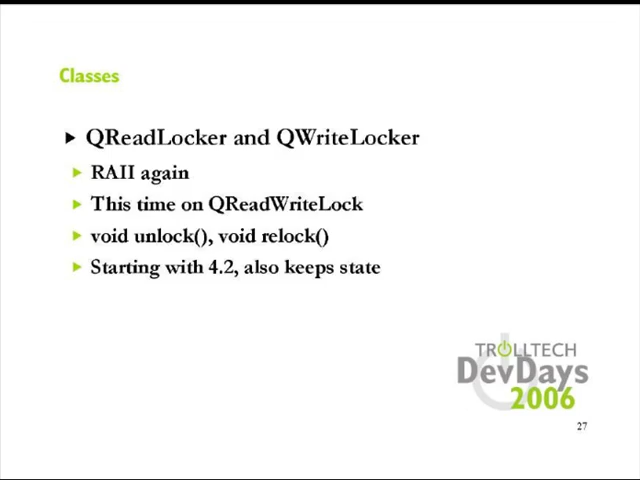 Classes
QReadLocker and QWriteLocker
RAII again
This time on QReadWriteLock
void unlock(), void relock()
Starting with 4.2, also keeps state
TROLLTECH
DevDays
2006
27